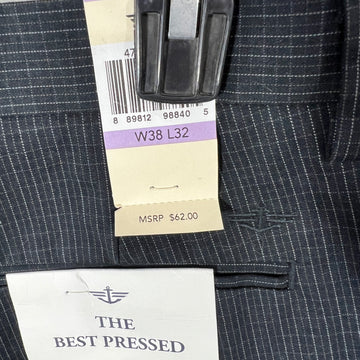 47
8 89812 98840 5
W38 L32
MSRP $62.00
THE
BEST PRESSED